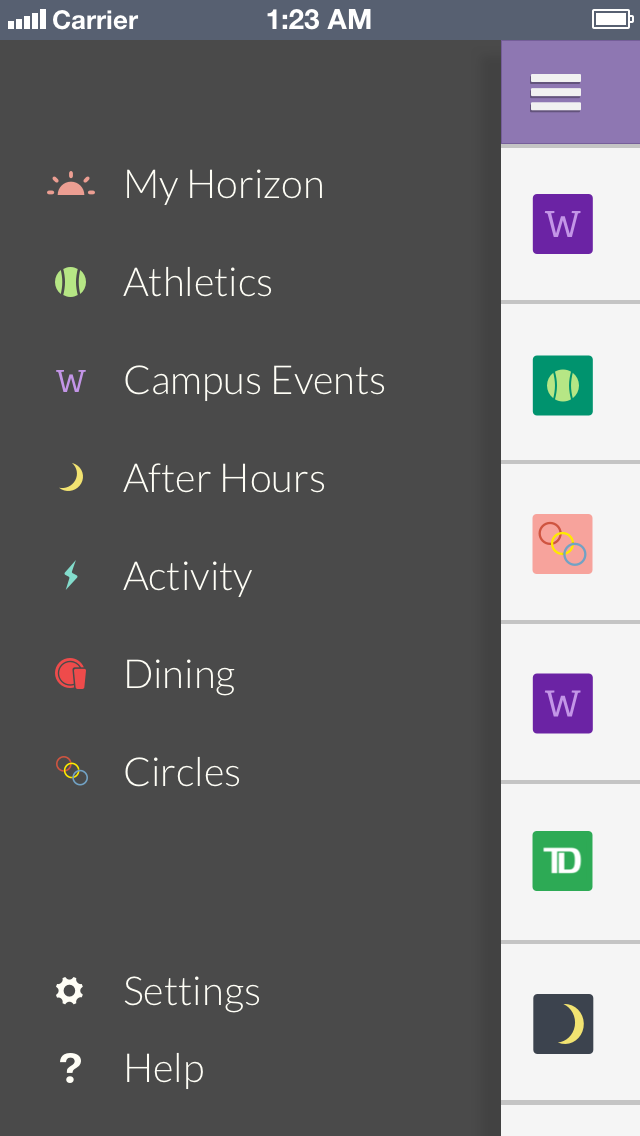 Carrier 1:23 AM
My Horizon
Athletics
W Campus Events
After Hours
Activity
Dining
Circles
Settings
? Help
W
W
TD